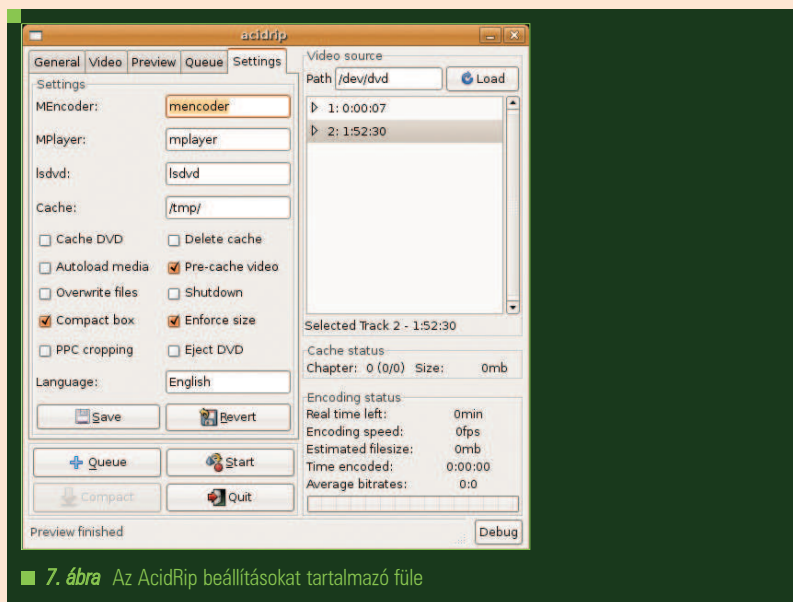 acidrip
General Video Preview Queue Settings
Settings
MEncoder: mencoder
MPlayer: mplayer
lsdvd: lsdvd
Cache: /tmp/
Cache DVD Delete cache
Autoload media Pre-cache video
Overwrite files Shutdown
Compact box Enforce size
PPC cropping Eject DVD
Language: English
Save Revert
Queue Start
Compact Quit
Video source
Path /dev/dvd Load
1: 0:00:07
2: 1:52:30
Selected Track 2 - 1:52:30
Cache status
Chapter: 0 (0/0) Size: 0mb
Encoding status
Real time left: 0min
Encoding speed: 0fps
Estimated filesize: 0mb
Time encoded: 0:00:00
Average bitrates: 0:0
Preview finished Debug
7. ábra Az AcidRip beállításokat tartalmazó füle